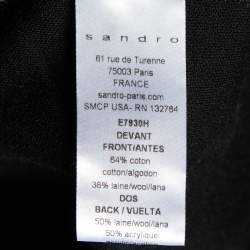 sandro
61 rue de Turenne
75003 Paris
FRANCE
sandro-paris.com
SMCP USA- RN 132784
E7930H
DEVANT
FRONT/ANTES
64% coton
cotton/algodon
36% laine/wool/lana
DOS
BACK / VUELTA
50% laine/wool/lana
50% acrylique